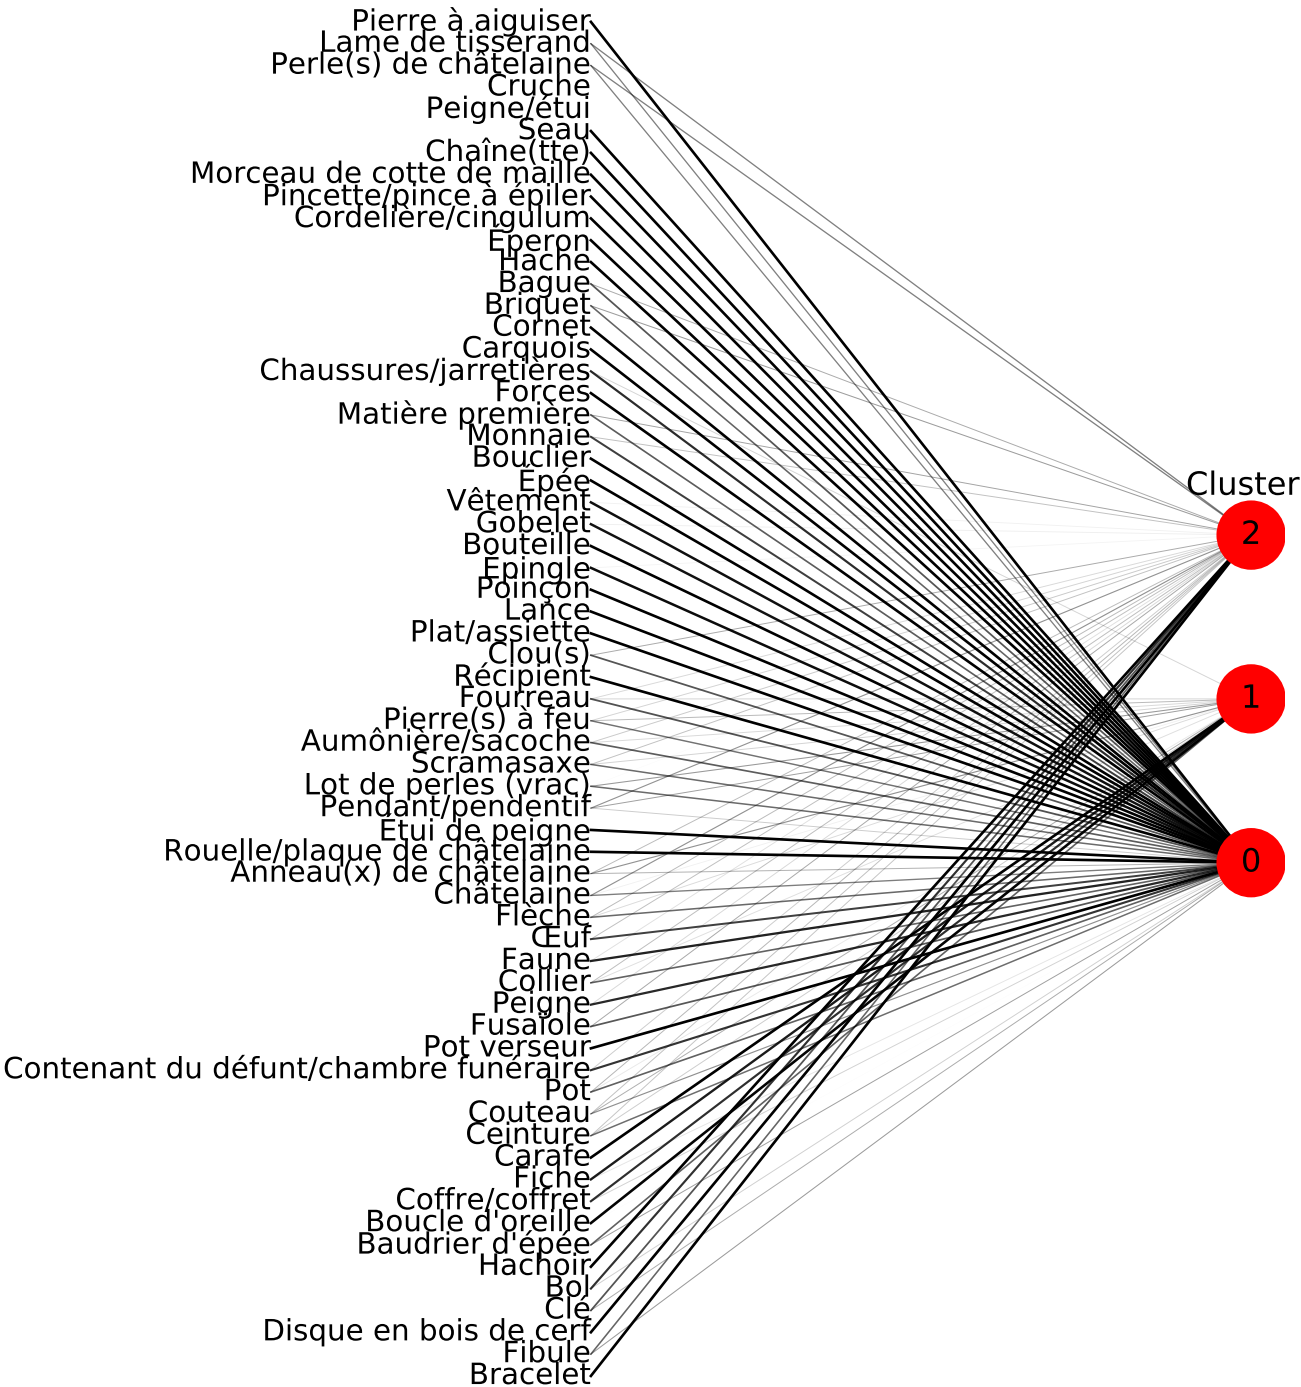 Pierre à aiguiser
Lame de tisserand
Perle(s) de châtelaine
Cruche
Peigne/étui
Seau
Chaîne(tte)
Morceau de cotte de maille
Pincette/pince à épiler
Cordelière/cingulum
Éperon
Hache
Bague
Briquet
Cornet
Carquois
Chaussures/jarretières
Forces
Matière première
Monnaie
Bouclier
Épée
Vêtement
Gobelet
Bouteille
Épingle
Poinçon
Lance
Plat/assiette
Clou(s)
Récipient
Fourreau
Pierre(s) à feu
Aumônière/sacoche
Scramasaxe
Lot de perles (vrac)
Pendant/pendentif
Étui de peigne
Rouelle/plaque de châtelaine
Anneau(x) de châtelaine
Châtelaine
Flèche
Œuf
Faune
Collier
Peigne
Fusaïole
Pot verseur
Contenant du défunt/chambre funéraire
Pot
Couteau
Ceinture
Carafe
Fiche
Coffre/coffret
Boucle d'oreille
Baudrier d'épée
Hachoir
Bol
Clé
Disque en bois de cerf
Fibule
Bracelet
Cluster
2
1
0